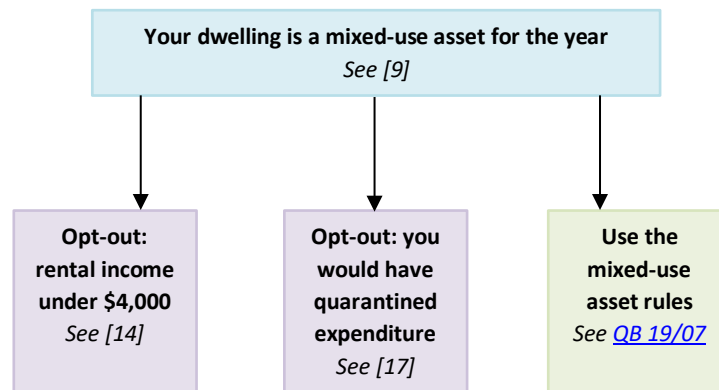 Your dwelling is a mixed-use asset for the year
See [9]
Opt-out:
rental income
under $4,000
See [14]
Opt-out: you
would have
quarantined
expenditure
See [17]
Use the
mixed-use
asset rules
See QB 19/07